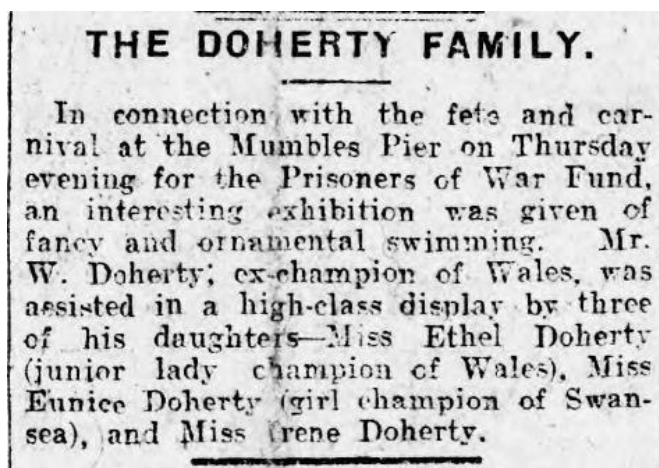 THE DOHERTY FAMILY.
In connection with the fete and car-
nival at the Mumbles Pier on Thursday
evening for the Prisoners of War Fund,
an interesting exhibition was given of
fancy and ornamental swimming. Mr.
W. Doherty, ex-champion of Wales, was
assisted in a high-class display by three
of his daughters—Miss Ethel Doherty
(junior lady champion of Wales), Miss
Eunice Doherty (girl champion of Swan-
sea), and Miss Irene Doherty.